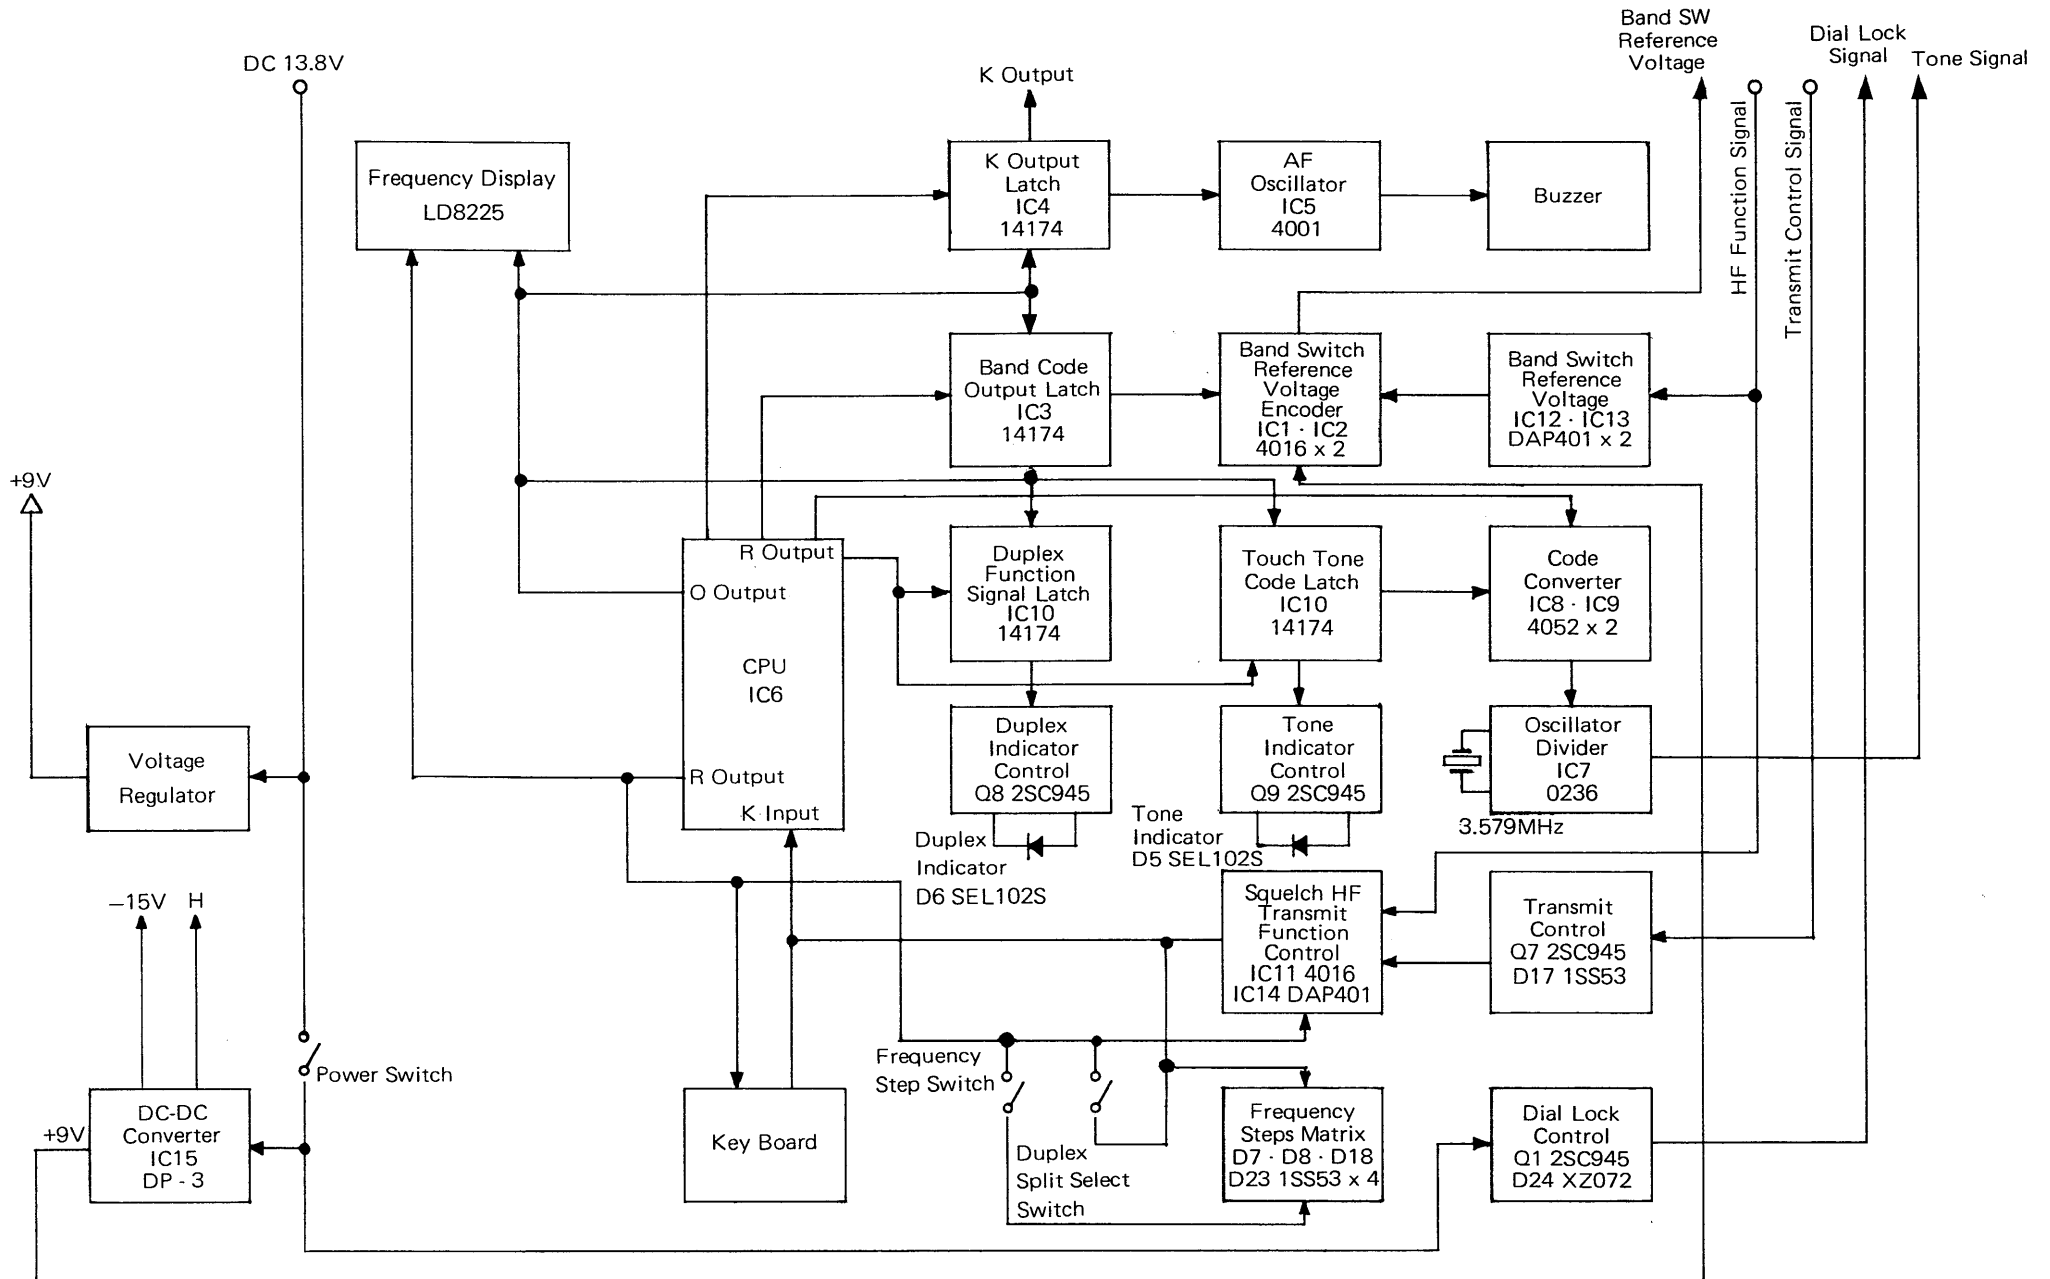 Band SW
Reference
Voltage
Dial Lock
Signal
Tone Signal
DC 13.8V
K Output
HF Function Signal
Transmit Control Signal
Frequency Display
LD8225
K Output
Latch
IC4
14174
AF
Oscillator
IC5
4001
Buzzer
Band Code
Output Latch
IC3
14174
Band Switch
Reference
Voltage
Encoder
IC1 · IC2
4016 x 2
Band Switch
Reference
Voltage
IC12 · IC13
DAP401 x 2
+9V
R Output
O Output
CPU
IC6
R Output
K Input
Duplex
Function
Signal Latch
IC10
14174
Touch Tone
Code Latch
IC10
14174
Code
Converter
IC8 · IC9
4052 x 2
Voltage
Regulator
Duplex
Indicator
Control
Q8 2SC945
Tone
Indicator
Control
Q9 2SC945
Oscillator
Divider
IC7
0236
3.579MHz
Duplex
Indicator
D6 SEL102S
Tone
Indicator
D5 SEL102S
−15V
H
Squelch HF
Transmit
Function
Control
IC11 4016
IC14 DAP401
Transmit
Control
Q7 2SC945
D17 1SS53
Power Switch
Frequency
Step Switch
+9V
DC-DC
Converter
IC15
DP - 3
Key Board
Duplex
Split Select
Switch
Frequency
Steps Matrix
D7 · D8 · D18
D23 1SS53 x 4
Dial Lock
Control
Q1 2SC945
D24 XZ072